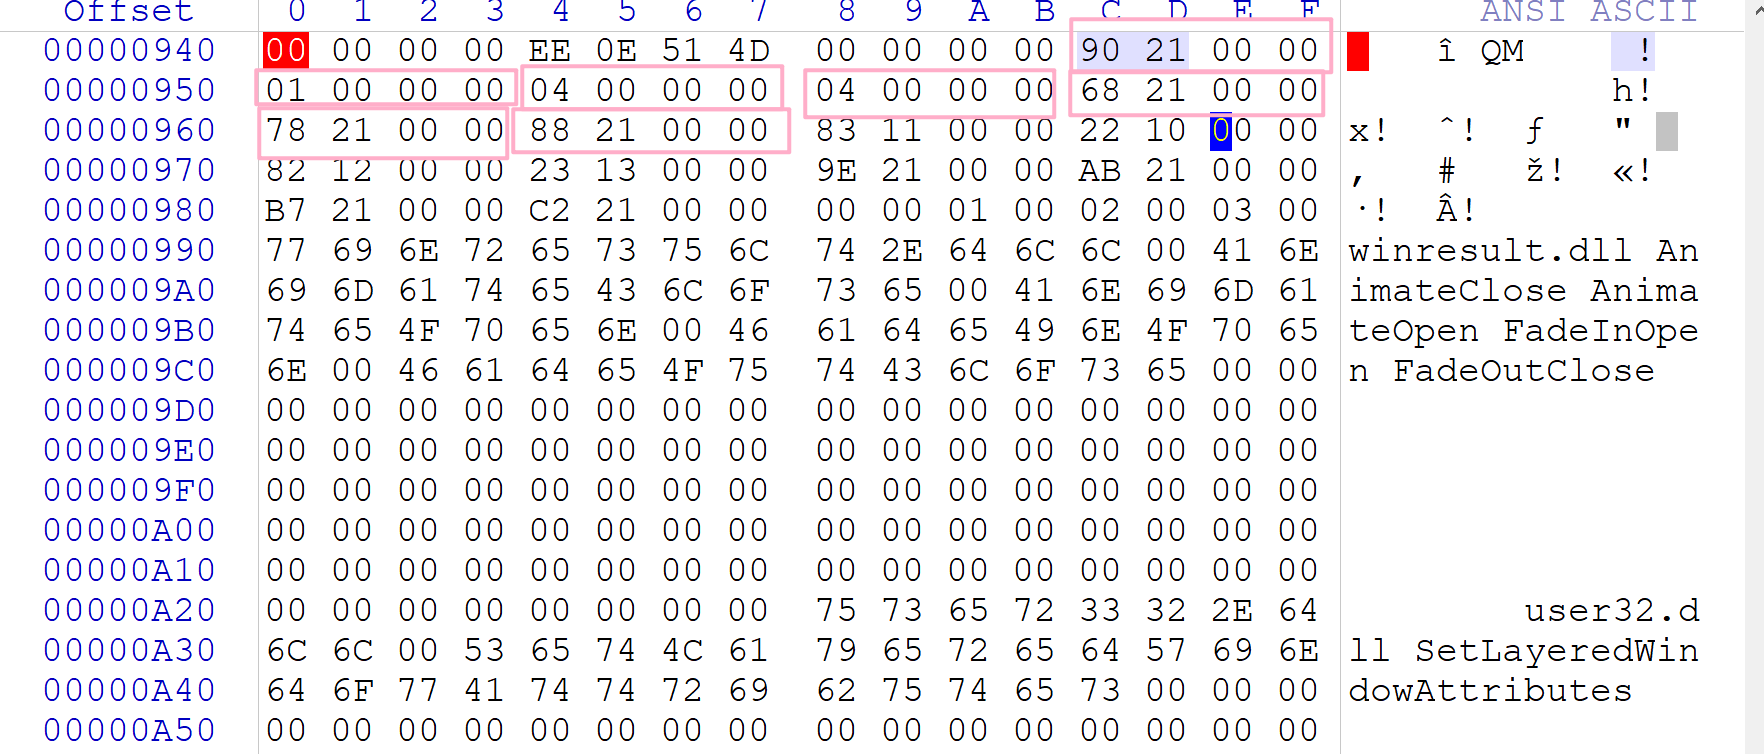 Offset 0 1 2 3 4 5 6 7 8 9 A B C D E F ANSI ASCII
00000940 00 00 00 00 EE 0E 51 4D 00 00 00 00 90 21 00 00 î QM !
00000950 01 00 00 00 04 00 00 00 04 00 00 00 68 21 00 00 h!
00000960 78 21 00 00 88 21 00 00 83 11 00 00 22 10 00 00 x! ˆ! ƒ "
00000970 82 12 00 00 23 13 00 00 9E 21 00 00 AB 21 00 00 ‚ # ž! «!
00000980 B7 21 00 00 C2 21 00 00 00 00 01 00 02 00 03 00 ·! Â!
00000990 77 69 6E 72 65 73 75 6C 74 2E 64 6C 6C 00 41 6E winresult.dll An
000009A0 69 6D 61 74 65 43 6C 6F 73 65 00 41 6E 69 6D 61 imateClose Anima
000009B0 74 65 4F 70 65 6E 00 46 61 64 65 49 6E 4F 70 65 teOpen FadeInOpe
000009C0 6E 00 46 61 64 65 4F 75 74 43 6C 6F 73 65 00 00 n FadeOutClose
000009D0 00 00 00 00 00 00 00 00 00 00 00 00 00 00 00 00
000009E0 00 00 00 00 00 00 00 00 00 00 00 00 00 00 00 00
000009F0 00 00 00 00 00 00 00 00 00 00 00 00 00 00 00 00
00000A00 00 00 00 00 00 00 00 00 00 00 00 00 00 00 00 00
00000A10 00 00 00 00 00 00 00 00 00 00 00 00 00 00 00 00
00000A20 00 00 00 00 00 00 00 00 75 73 65 72 33 32 2E 64 user32.d
00000A30 6C 6C 00 53 65 74 4C 61 79 65 72 65 64 57 69 6E ll SetLayeredWin
00000A40 64 6F 77 41 74 74 72 69 62 75 74 65 73 00 00 00 dowAttributes
00000A50 00 00 00 00 00 00 00 00 00 00 00 00 00 00 00 00